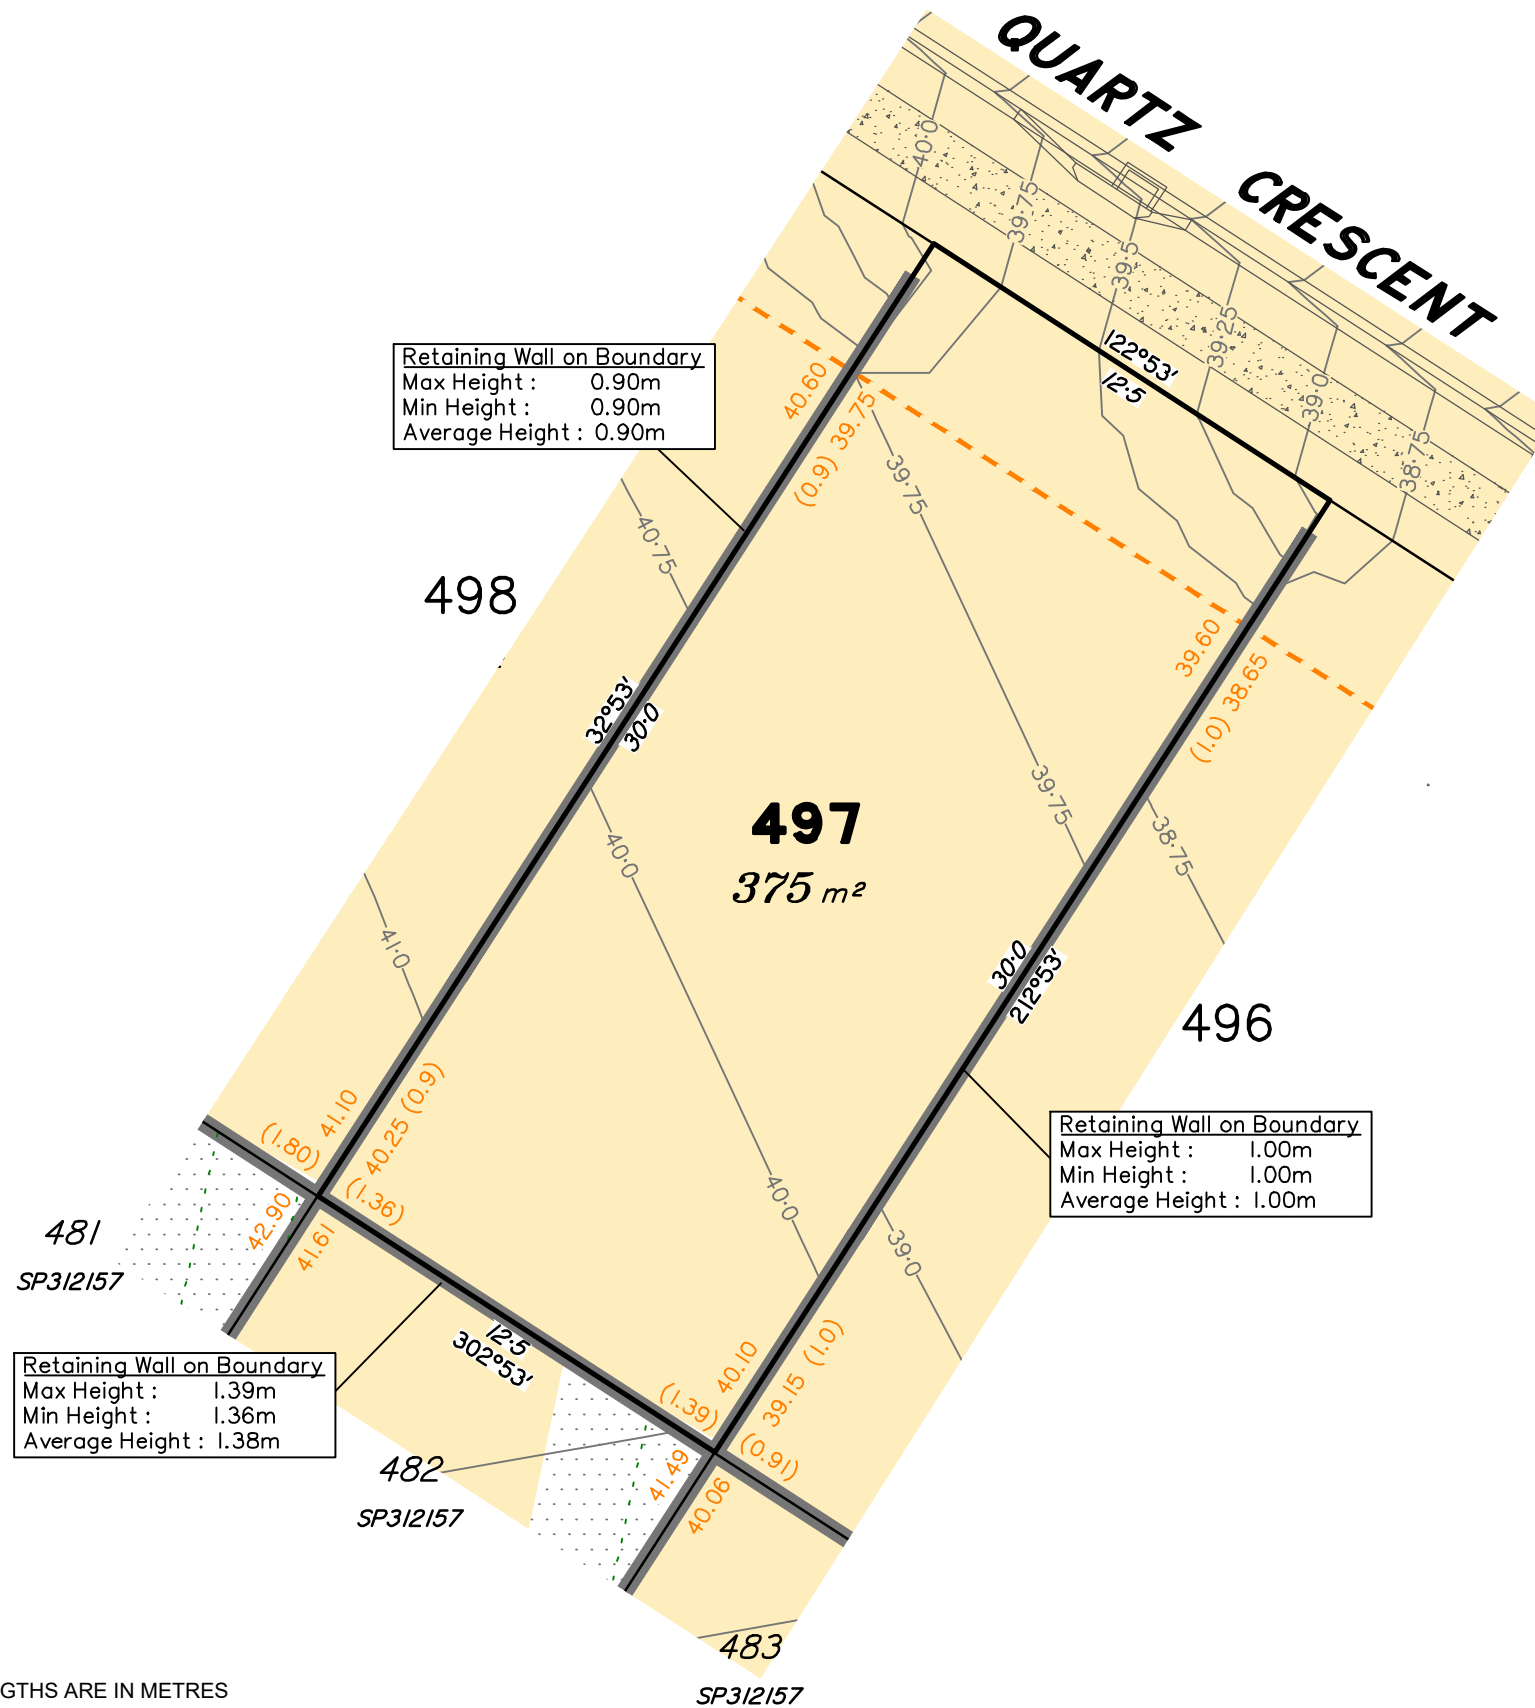 QUARTZ CRESCENT
40·0
39·75
39·5
39·25
39·0
38·75
122°53'
12·5
Retaining Wall on Boundary
Max Height : 0.90m
Min Height : 0.90m
Average Height : 0.90m
40.60
(0.9) 39.75
39·75
40·75
498
39.60
(1.0) 38.65
32°53'
30·0
39·75
38·75
497
375 m²
40·0
41·0
30·0
212°53'
496
41.10
40.25 (0.9)
(1.80)
(1.36)
42.90
41.61
40·0
39·0
Retaining Wall on Boundary
Max Height : 1.00m
Min Height : 1.00m
Average Height : 1.00m
481
SP312157
12·5
302°53'
Retaining Wall on Boundary
Max Height : 1.39m
Min Height : 1.36m
Average Height : 1.38m
40.10
39.15 (1.0)
(1.39)
(0.91)
41.49
40.06
482
SP312157
483
SP312157
GTHS ARE IN METRES